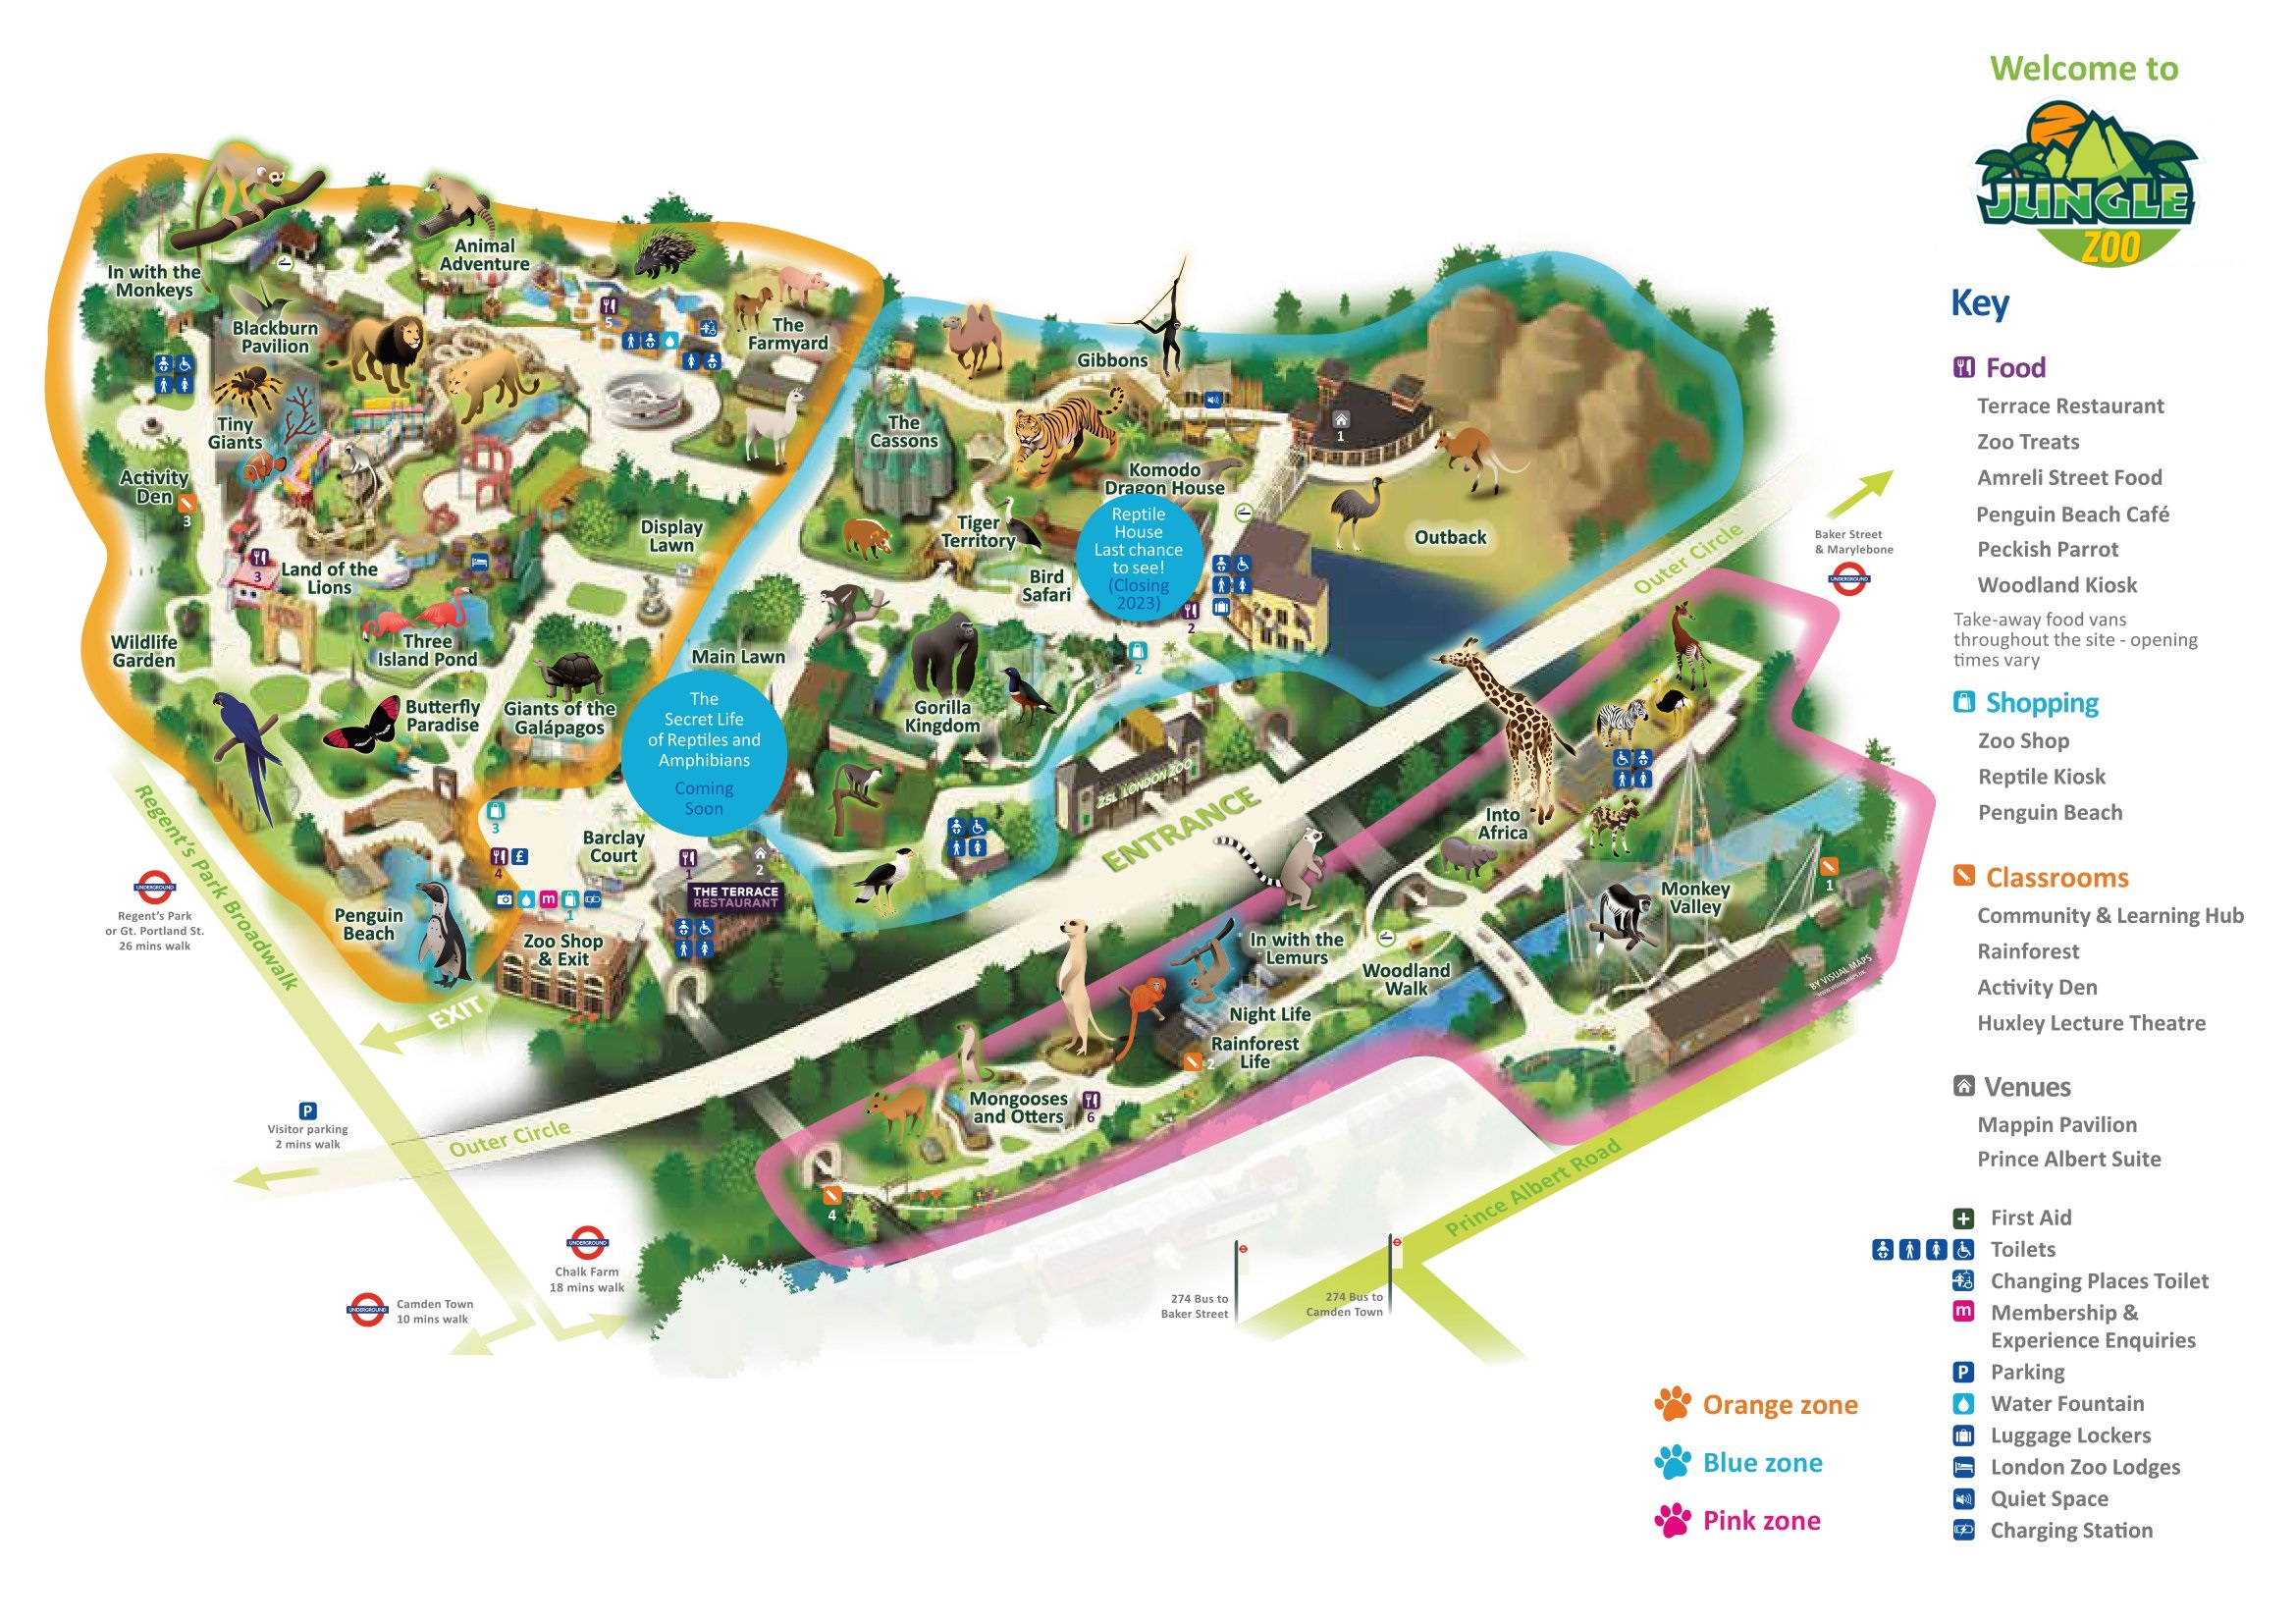 Welcome to
JUNGLE
ZOO
Key
Food
Terrace Restaurant
Zoo Treats
Amreli Street Food
Penguin Beach Café
Peckish Parrot
Woodland Kiosk
Take-away food vans
throughout the site - opening
times vary
Shopping
Zoo Shop
Reptile Kiosk
Penguin Beach
Classrooms
Community & Learning Hub
Rainforest
Activity Den
Huxley Lecture Theatre
Venues
Mappin Pavilion
Prince Albert Suite
First Aid
Toilets
Changing Places Toilet
m
Membership &
Experience Enquiries
P
Parking
Water Fountain
Luggage Lockers
London Zoo Lodges
Quiet Space
Charging Station
Orange zone
Blue zone
Pink zone
In with the
Monkeys
Animal
Adventure
Blackburn
Pavilion
5
The
Farmyard
Tiny
Giants
Activity
Den
3
Display
Lawn
3
Land of the
Lions
Wildlife
Garden
Three
Island Pond
Butterfly
Paradise
Giants of the
Galápagos
Main Lawn
The
Secret Life
of Reptiles and
Amphibians
Coming
Soon
Gibbons
The
Cassons
1
Komodo
Dragon House
Tiger
Territory
Reptile
House
Last chance
to see!
(Closing
2023)
Bird
Safari
2
2
Outback
Gorilla
Kingdom
ZSL LONDON ZOO
ENTRANCE
3
Barclay
Court
4
£
1
2
THE TERRACE
RESTAURANT
m
1
Penguin
Beach
Zoo Shop
& Exit
EXIT
Regent's Park Broadwalk
UNDERGROUND
Regent's Park
or Gt. Portland St.
26 mins walk
P
Visitor parking
2 mins walk
Outer Circle
UNDERGROUND
Chalk Farm
18 mins walk
UNDERGROUND
Camden Town
10 mins walk
Outer Circle
Baker Street
& Marylebone
UNDERGROUND
Into
Africa
Monkey
Valley
1
In with the
Lemurs
Woodland
Walk
Night Life
Rainforest
Life
2
Mongooses
and Otters
6
4
BY VISUAL MAPS
Prince Albert Road
274 Bus to
Baker Street
274 Bus to
Camden Town